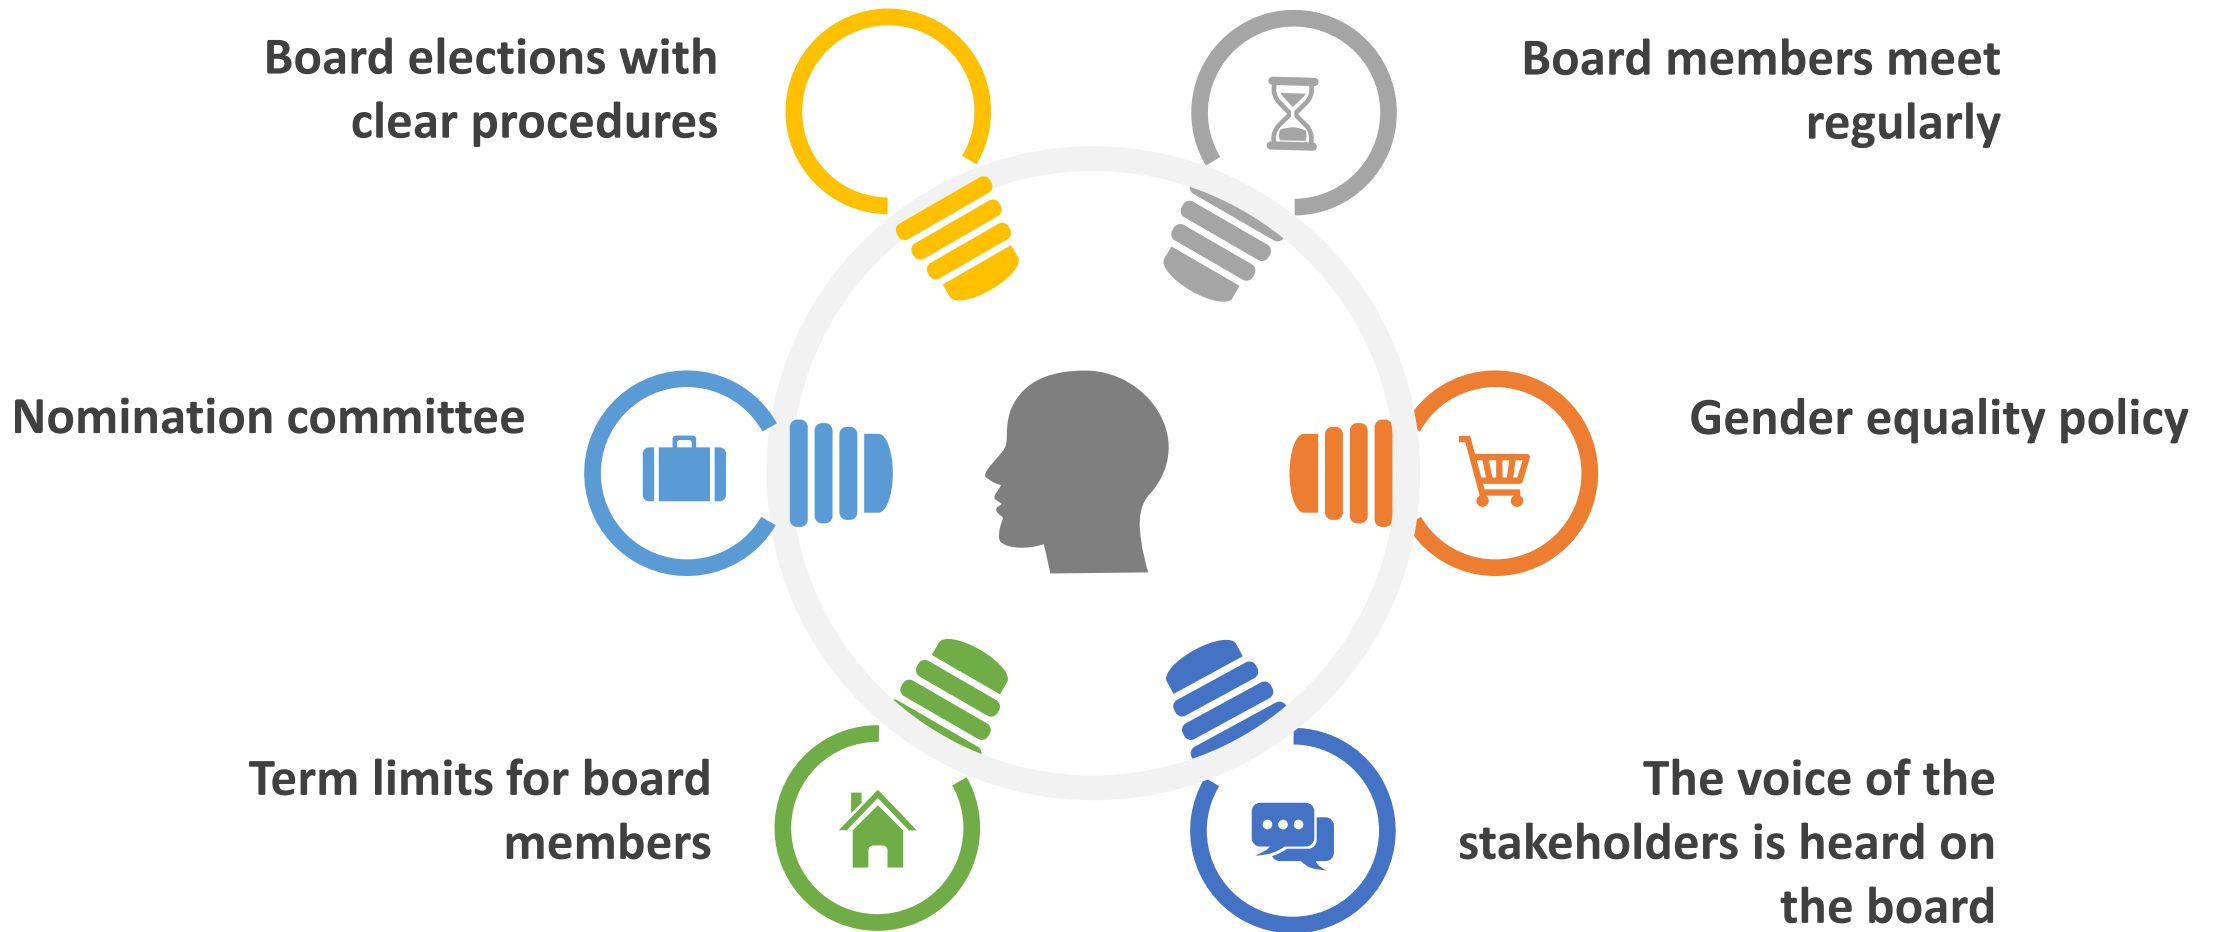 Board elections with
clear procedures
Board members meet
regularly
Nomination committee
Gender equality policy
Term limits for board
members
The voice of the
stakeholders is heard on
the board